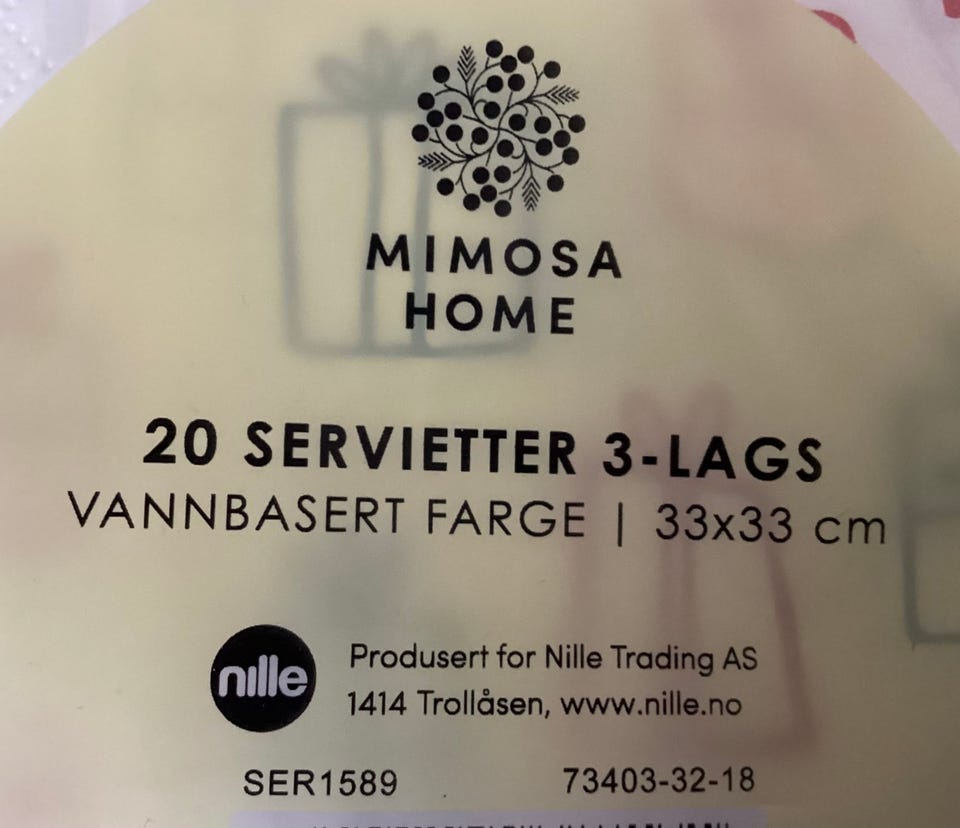 MIMOSA
HOME
20 SERVIETTER 3-LAGS
VANNBASERT FARGE | 33x33 cm
nille
Produsert for Nille Trading AS
1414 Trollåsen, www.nille.no
SER1589 73403-32-18